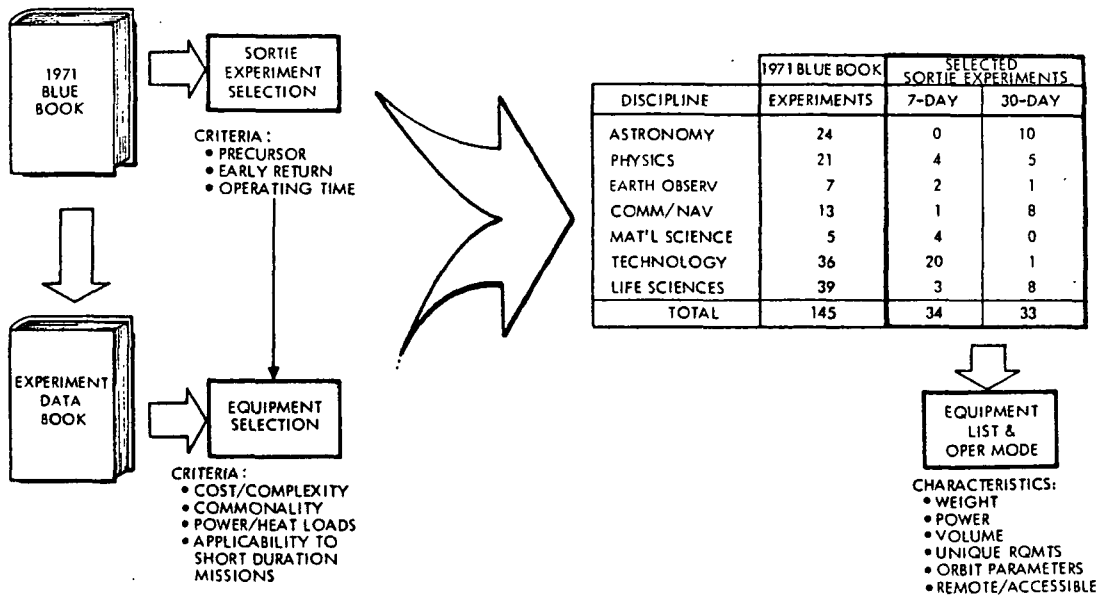 1971
BLUE
BOOK
SORTIE
EXPERIMENT
SELECTION
CRITERIA:
• PRECURSOR
• EARLY RETURN
• OPERATING TIME
EXPERIMENT
DATA
BOOK
EQUIPMENT
SELECTION
CRITERIA:
• COST/COMPLEXITY
• COMMONALITY
• POWER/HEAT LOADS
• APPLICABILITY TO
SHORT DURATION
MISSIONS
1971 BLUE BOOK SELECTED
SORTIE EXPERIMENTS
DISCIPLINE EXPERIMENTS 7-DAY 30-DAY
ASTRONOMY 24 0 10
PHYSICS 21 4 5
EARTH OBSERV 7 2 1
COMM/NAV 13 1 8
MAT'L SCIENCE 5 4 0
TECHNOLOGY 36 20 1
LIFE SCIENCES 39 3 8
TOTAL 145 34 33
EQUIPMENT
LIST &
OPER MODE
CHARACTERISTICS:
• WEIGHT
• POWER
• VOLUME
• UNIQUE RQMTS
• ORBIT PARAMETERS
• REMOTE/ACCESSIBLE